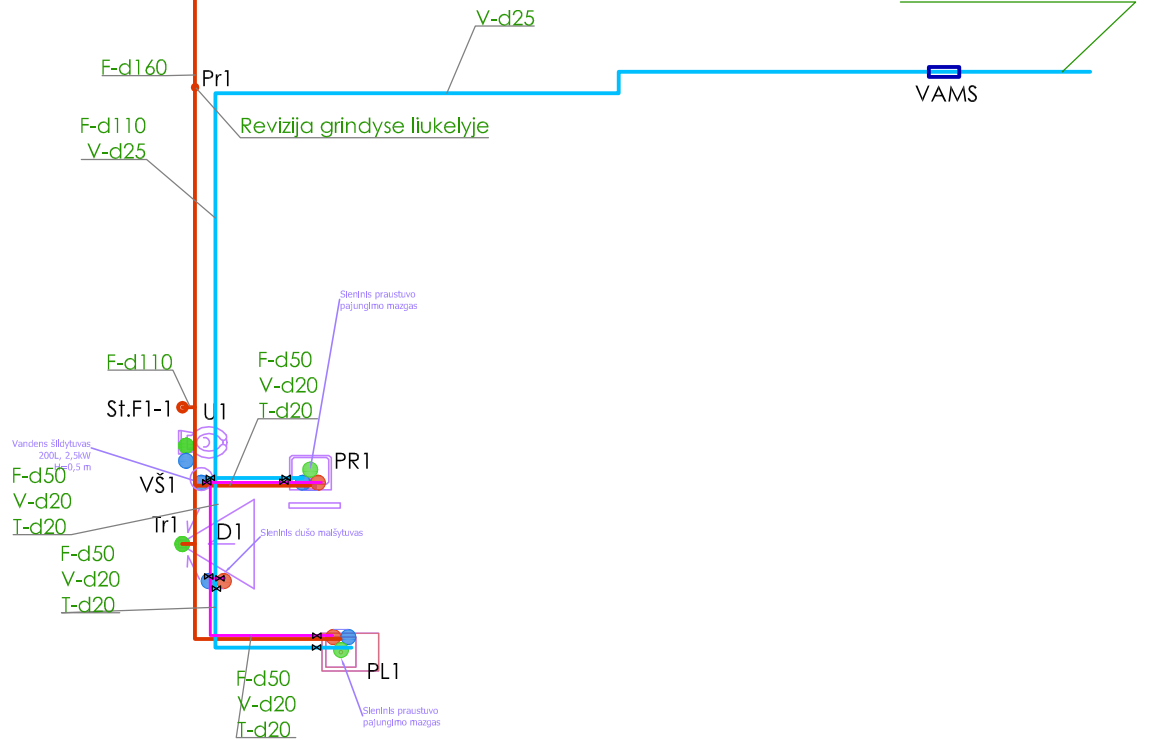 V-d25
F-d160
Pr1
VAMS
F-d110
V-d25
Revizija grindyse liukelyje
Sieninis praustuvo
pajungimo mazgas
F-d110
F-d50
V-d20
T-d20
St.F1-1
U1
Vandens šildytuvas
200L, 2,5kW
H=0,5 m
PR1
F-d50
V-d20
T-d20
VŠ1
Tr1
D1
Sieninis dušo maišytuvas
F-d50
V-d20
T-d20
PL1
F-d50
V-d20
T-d20
Sieninis praustuvo
pajungimo mazgas